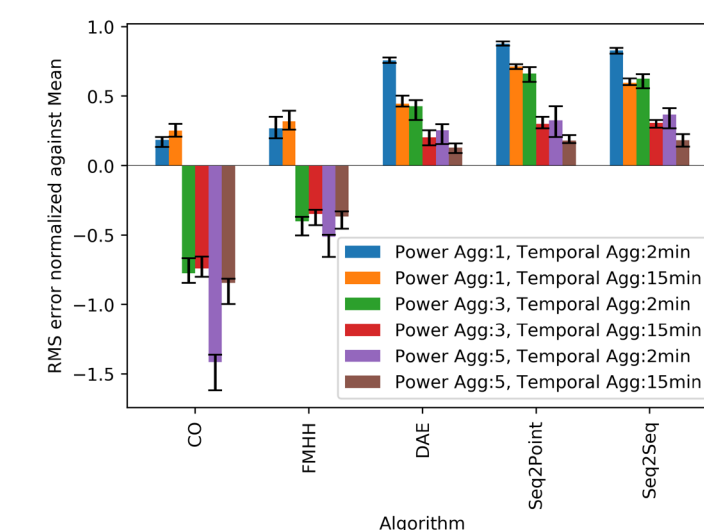 1.0
0.5
0.0
−0.5
−1.0
−1.5
RMS error normalized against Mean
Power Agg:1, Temporal Agg:2min
Power Agg:1, Temporal Agg:15min
Power Agg:3, Temporal Agg:2min
Power Agg:3, Temporal Agg:15min
Power Agg:5, Temporal Agg:2min
Power Agg:5, Temporal Agg:15min
CO
FMHH
DAE
Seq2Point
Seq2Seq
Algorithm